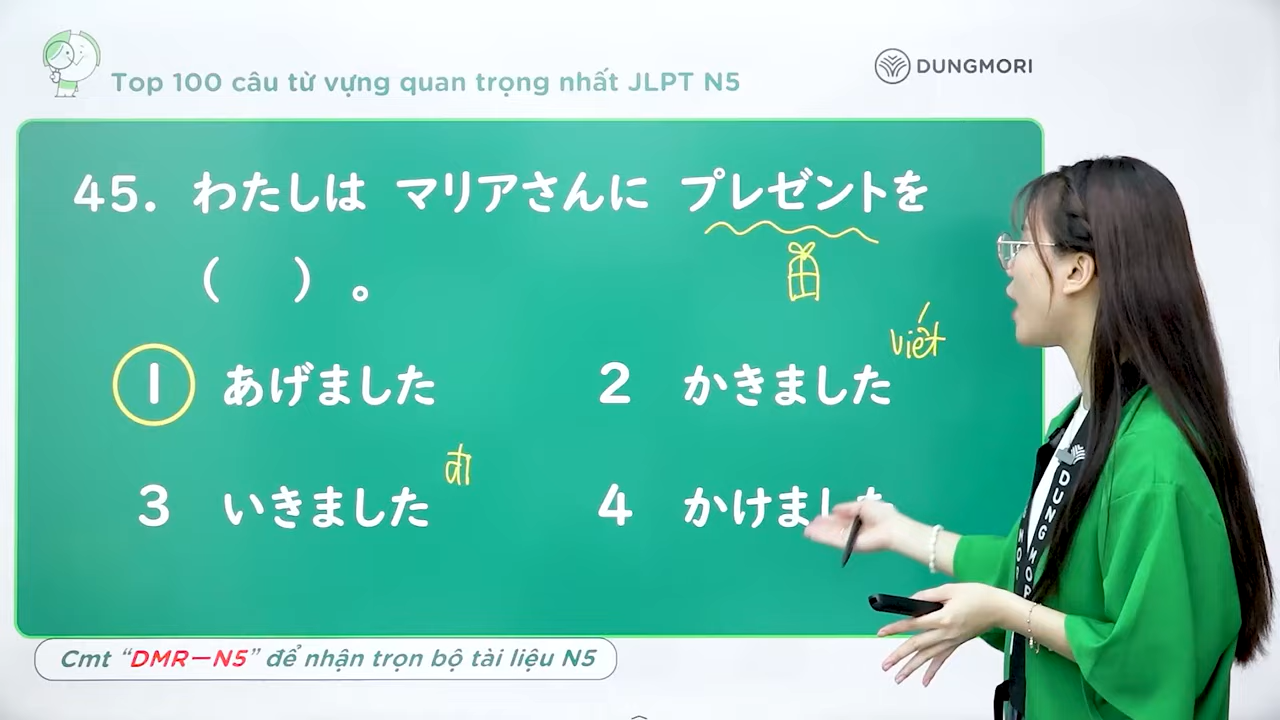 Top 100 câu từ vựng quan trọng nhất JLPT N5
DUNGMORI
45. わたしは マリアさんに プレゼントを
( )。
1 あげました
2 かきました
viết
3 いきました
đi
4 かけました
Cmt “DMR–N5” để nhận trọn bộ tài liệu N5